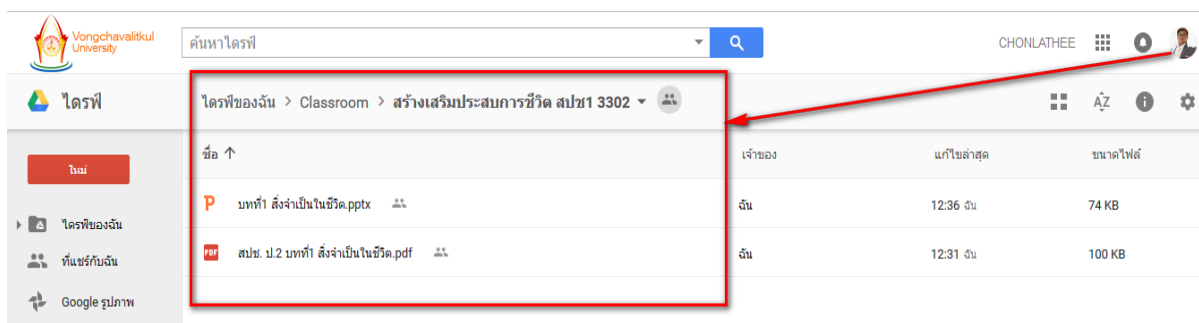 Vongchavalitkul
University
ค้นหาไดรฟ์
CHONLATHEE
ไดรฟ์
ไดรฟ์ของฉัน > Classroom > สร้างเสริมประสบการชีวิต สปช1 3302
ชื่อ
เจ้าของ
แก้ไขล่าสุด
ขนาดไฟล์
ใหม่
P บทที่1 สิ่งจำเป็นในชีวิต.pptx
ฉัน
12:36 ฉัน
74 KB
ไดรฟ์ของฉัน
PDF สปช. ป.2 บทที่1 สิ่งจำเป็นในชีวิต.pdf
ฉัน
12:31 ฉัน
100 KB
ที่แชร์กับฉัน
Google รูปภาพ